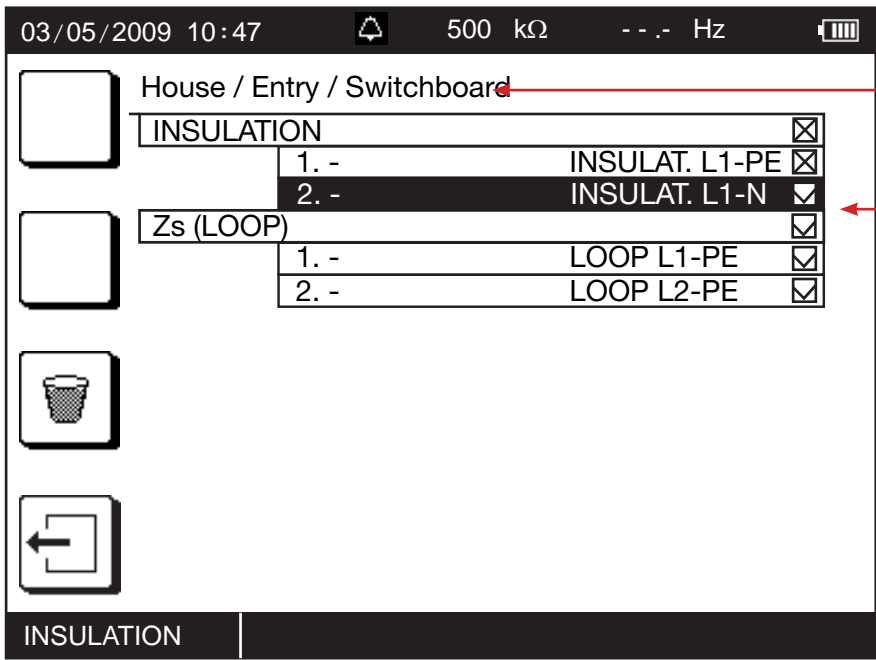 03/05/2009 10:47 500 kΩ - - .- Hz
House / Entry / Switchboard
INSULATION
1. - INSULAT. L1-PE
2. - INSULAT. L1-N
Zs (LOOP)
1. - LOOP L1-PE
2. - LOOP L2-PE
INSULATION